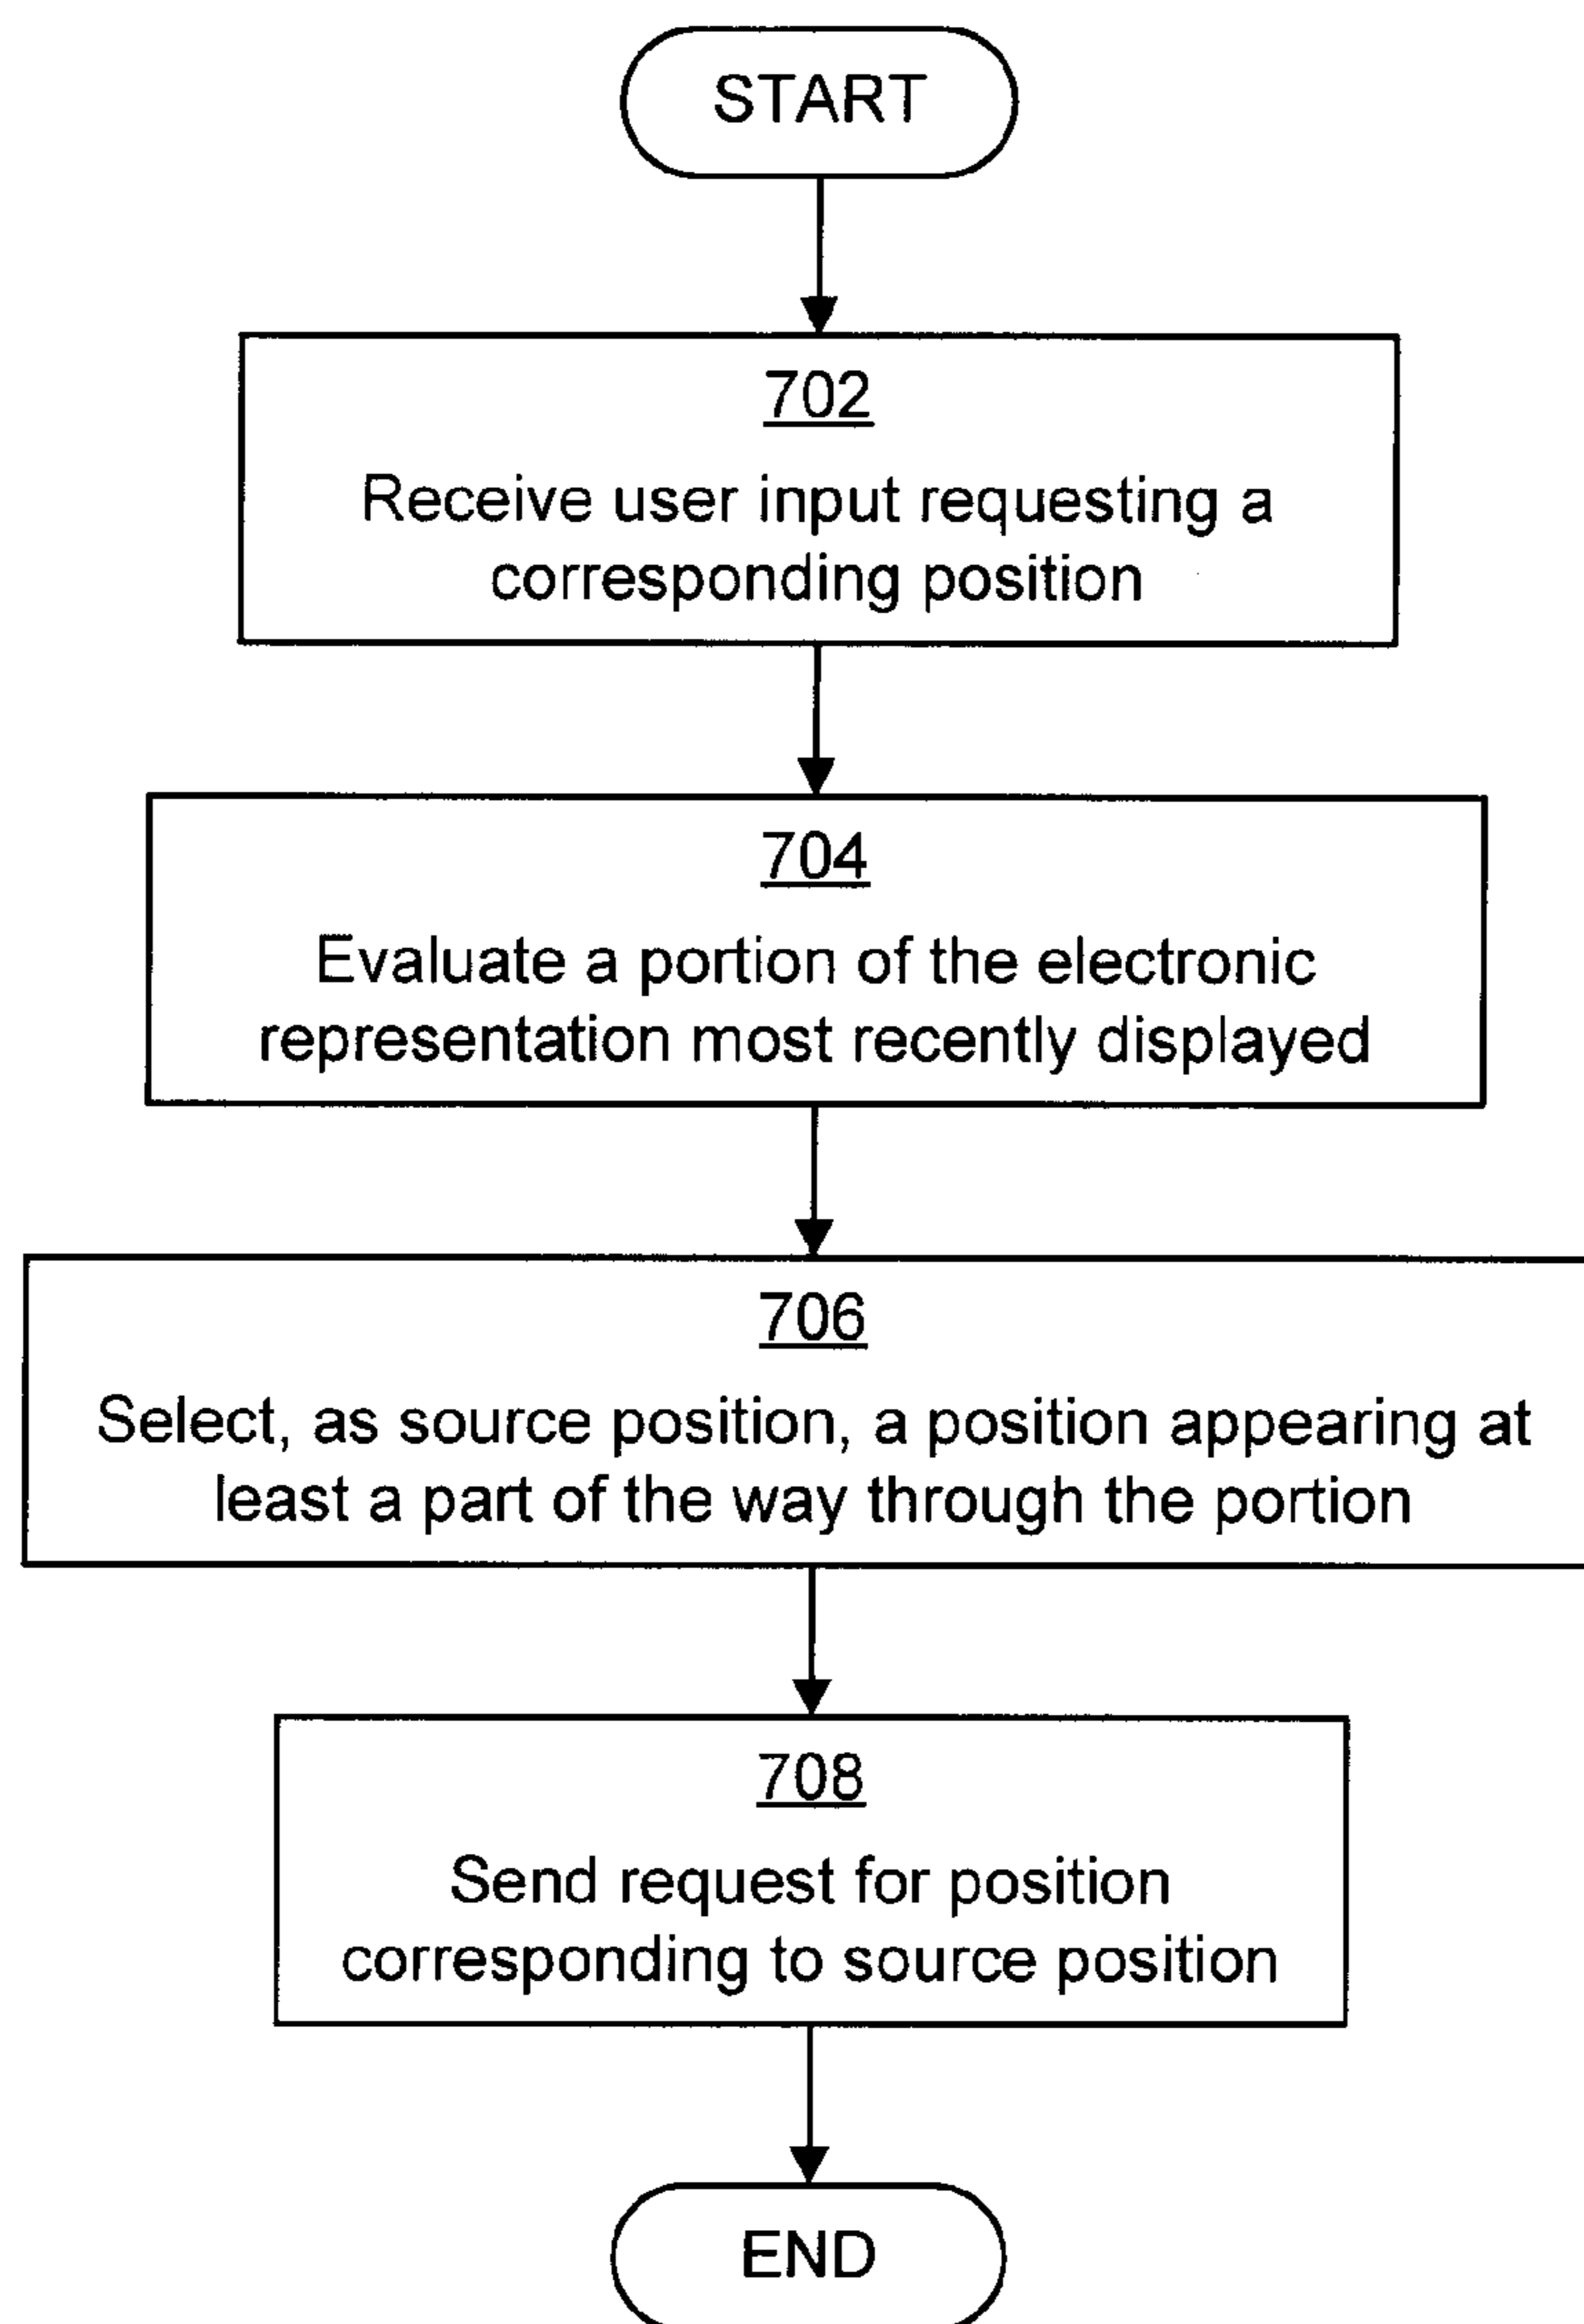 START
702
Receive user input requesting a
corresponding position
704
Evaluate a portion of the electronic
representation most recently displayed
706
Select, as source position, a position appearing at
least a part of the way through the portion
708
Send request for position
corresponding to source position
END